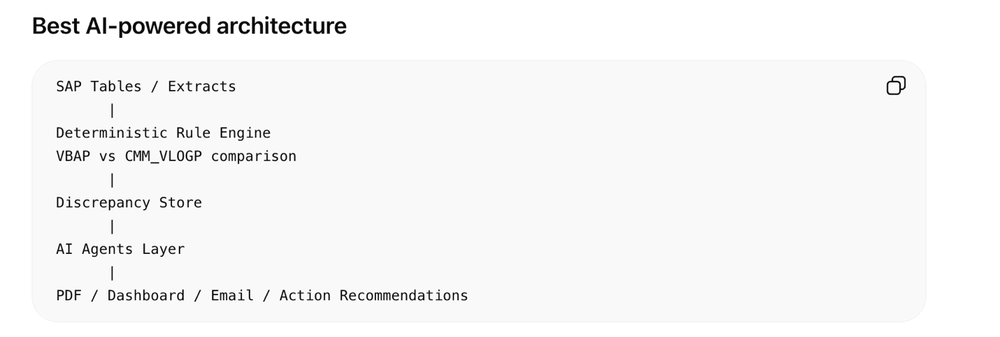 Best AI-powered architecture
SAP Tables / Extracts
|
Deterministic Rule Engine
VBAP vs CMM_VLOGP comparison
|
Discrepancy Store
|
AI Agents Layer
|
PDF / Dashboard / Email / Action Recommendations